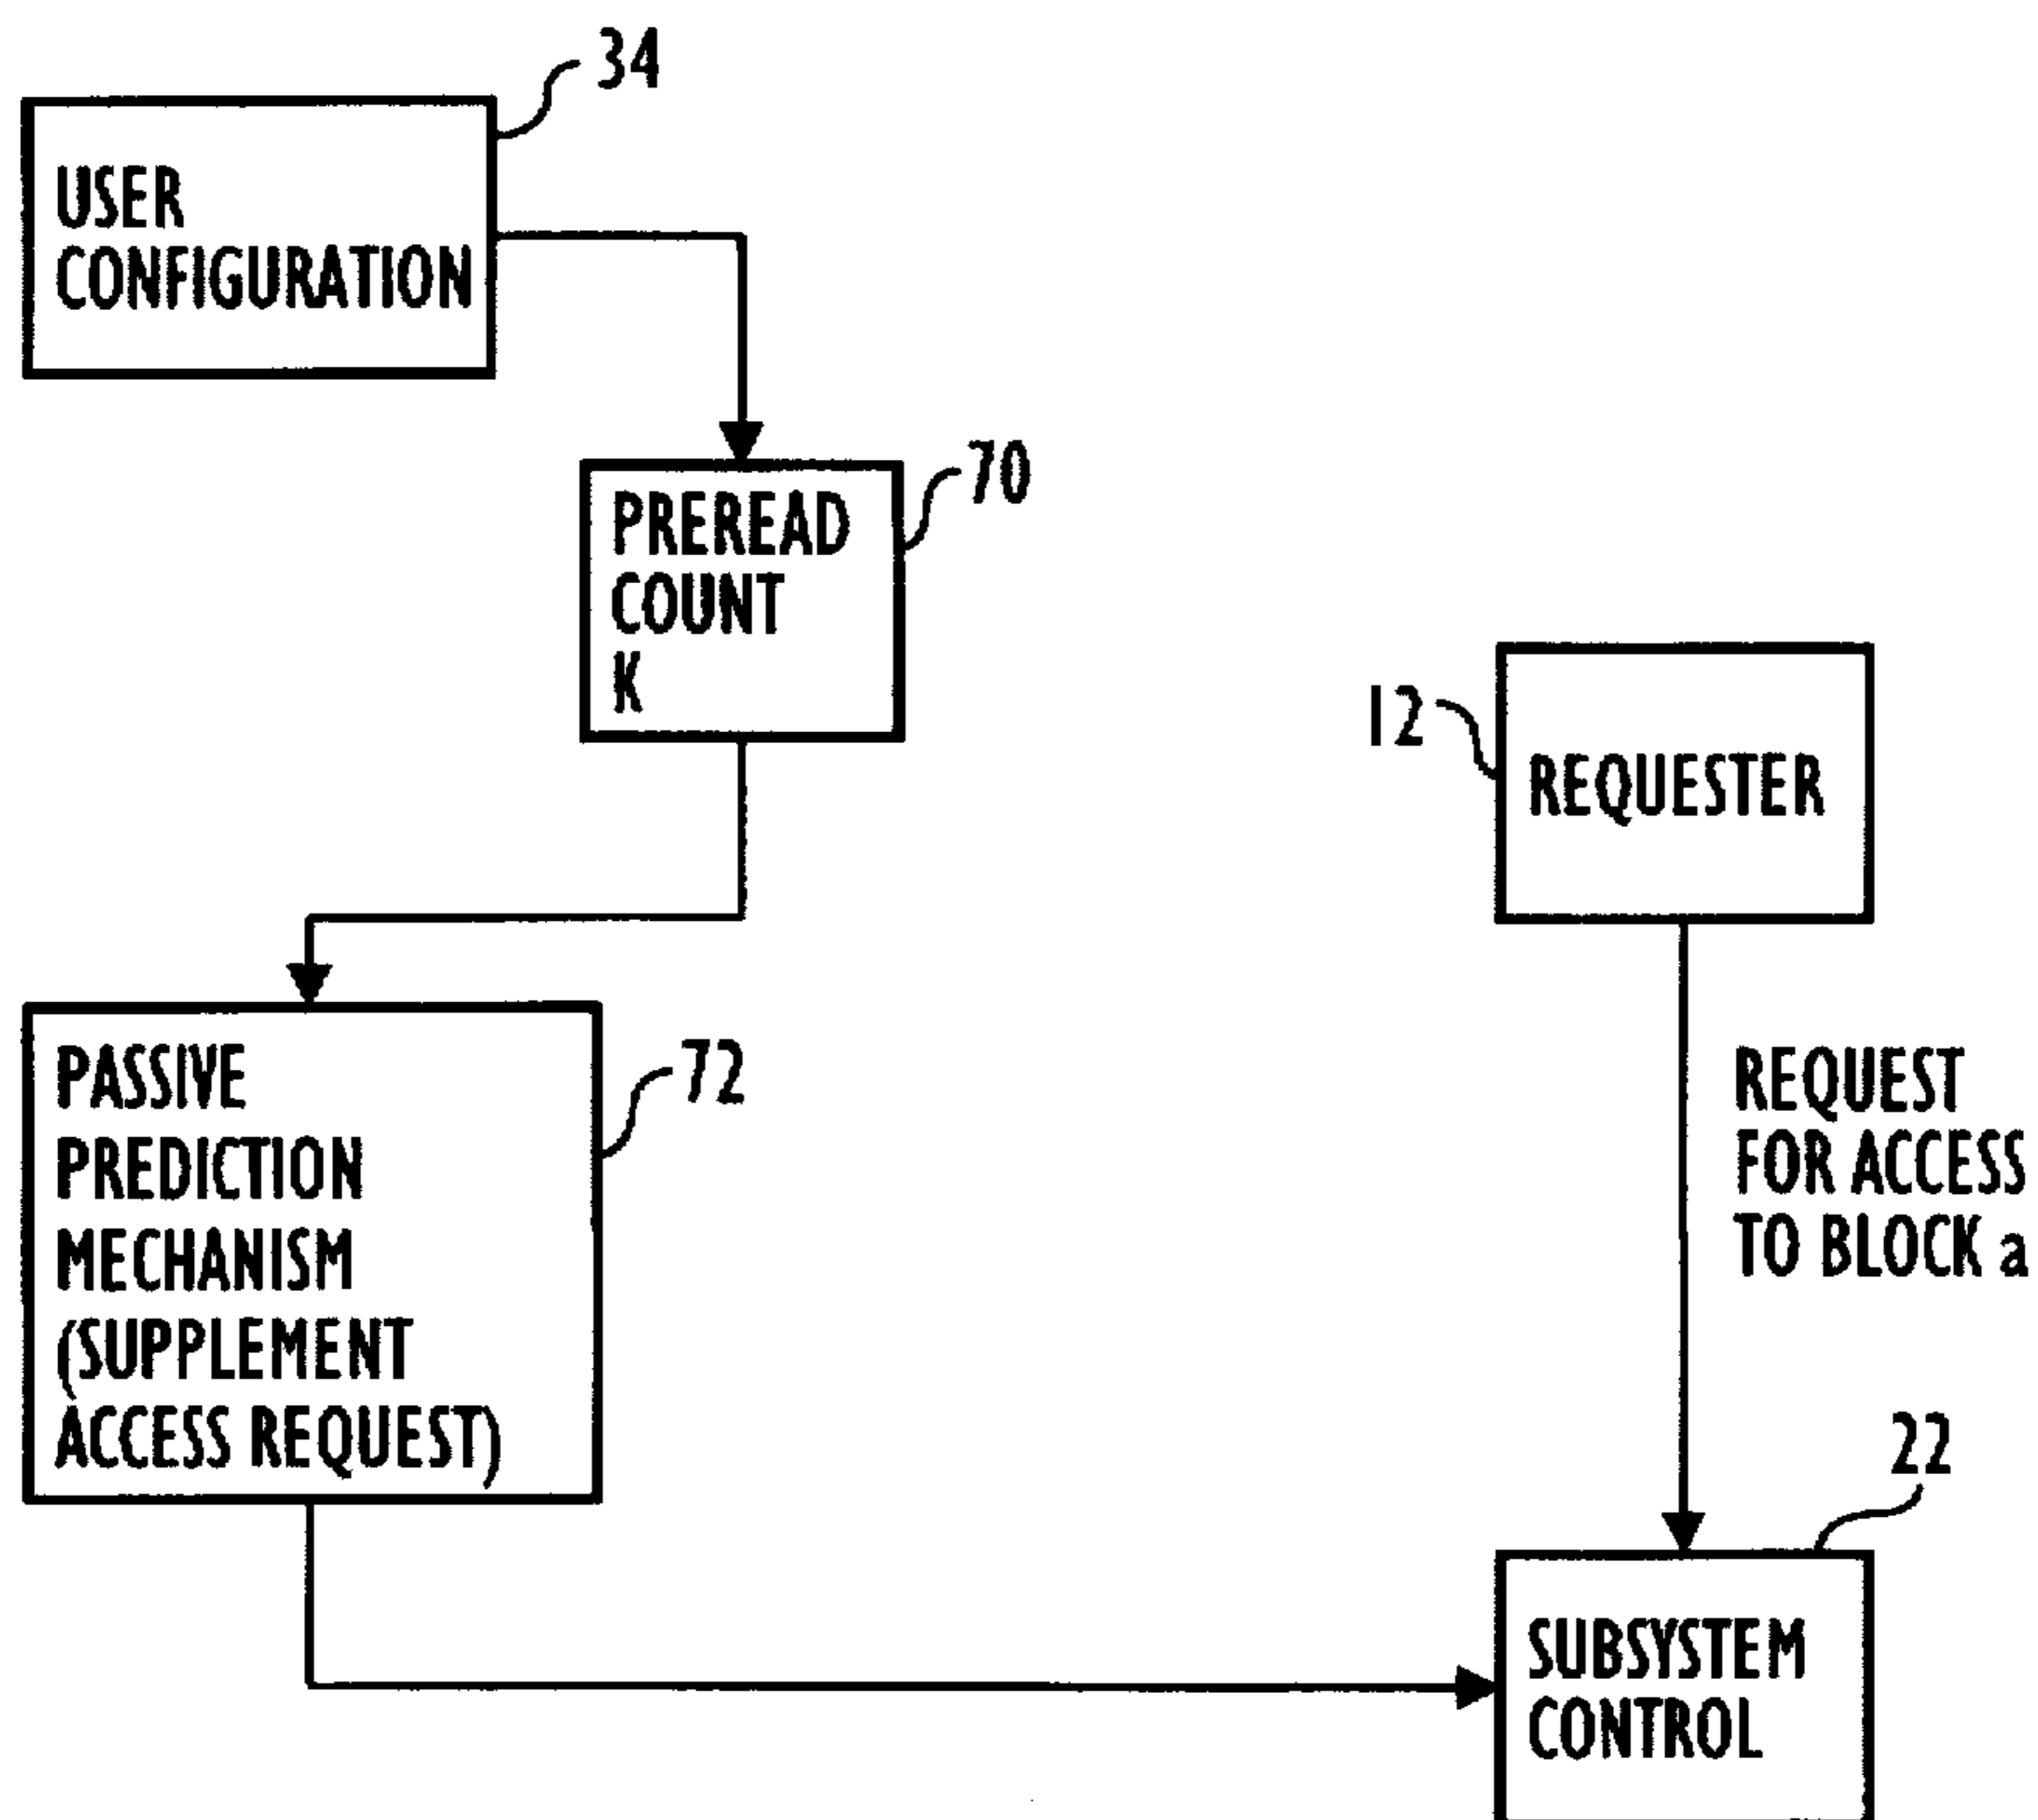 34
USER
CONFIGURATION
70
PREREAD
COUNT
K
12
REQUESTER
72
PASSIVE
PREDICTION
MECHANISM
(SUPPLEMENT
ACCESS REQUEST)
REQUEST
FOR ACCESS
TO BLOCK a
22
SUBSYSTEM
CONTROL